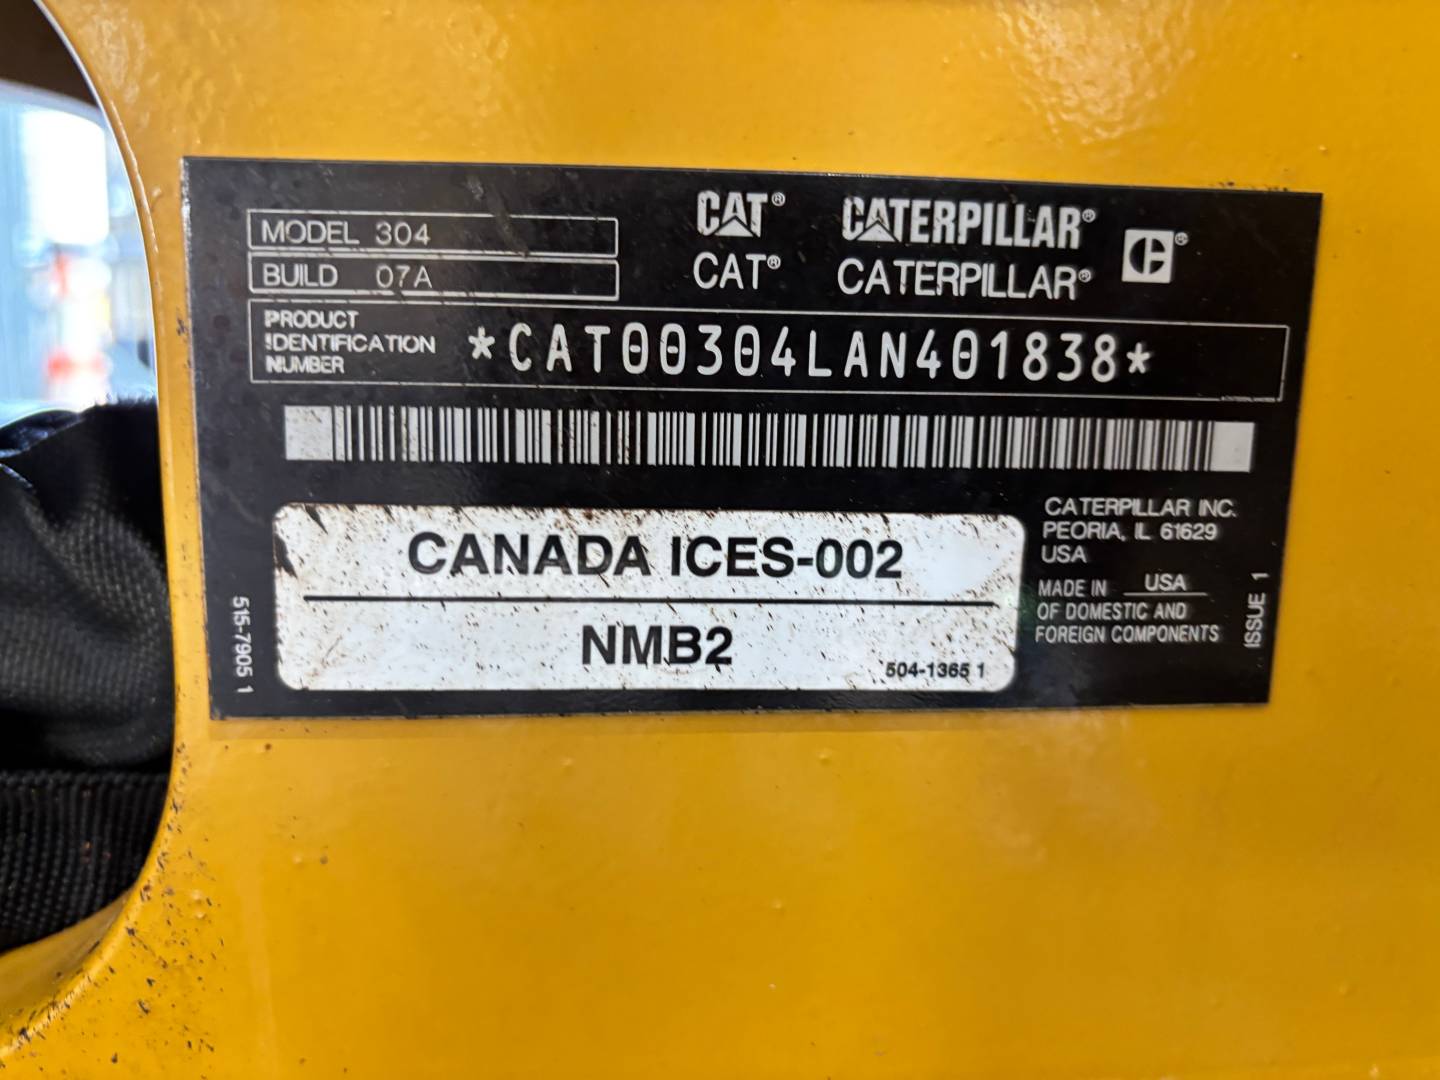 MODEL 304
BUILD 07A
CAT® CATERPILLAR®
CAT® CATERPILLAR®
PRODUCT
IDENTIFICATION
NUMBER
*CAT00304LAN401838*
CANADA ICES-002
NMB2
504-1365 1
515-7905 1
CATERPILLAR INC.
PEORIA, IL 61629
USA
MADE IN USA
OF DOMESTIC AND
FOREIGN COMPONENTS
ISSUE 1